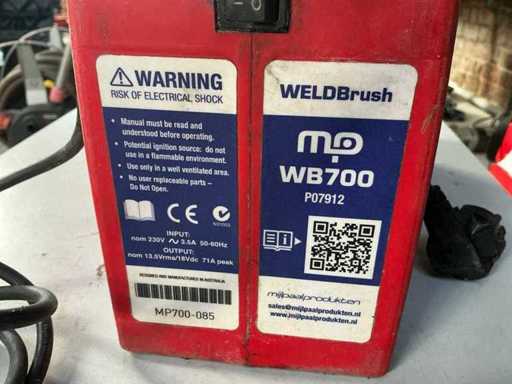 WARNING
RISK OF ELECTRICAL SHOCK
• Manual must be read and
understood before operating.
• Potential ignition source: do not
use in a flammable environment.
• Use only in a well ventilated area.
• No user replaceable parts –
Do Not Open.
CE
INPUT:
nom 230V ∿ 3.5A 50-60Hz
OUTPUT:
nom 13.5Vrms/18Vdc 71A peak
DESIGNED AND MANUFACTURED IN AUSTRALIA
MP700-085
WELDBrush
mp
WB700
P07912
mijlpaalprodukten
sales@mijlpaalprodukten.nl
www.mijlpaalprodukten.nl